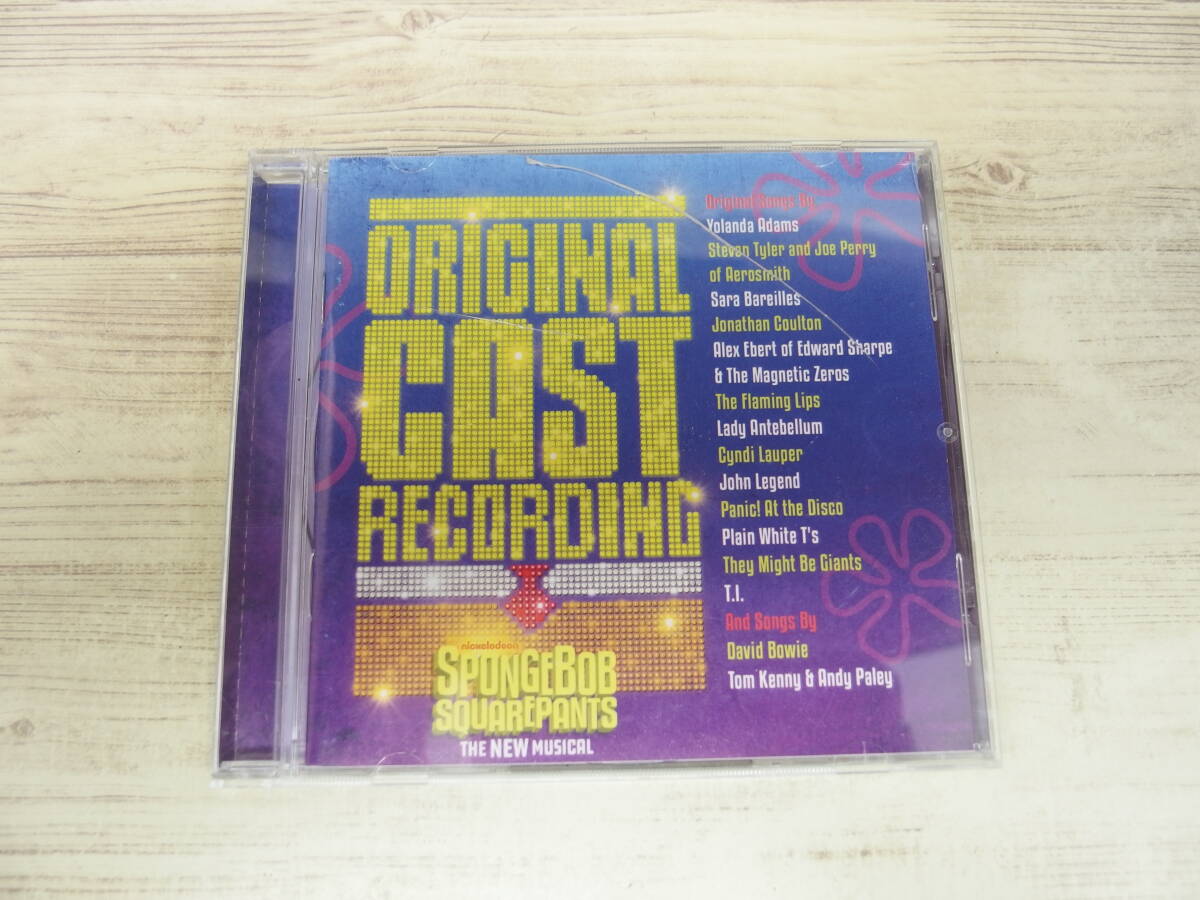 ORIGINAL
CAST
RECORDING
nickelodeon
SPONGEBOB
SQUAREPANTS
THE NEW MUSICAL
Original Songs By
Yolanda Adams
Steven Tyler and Joe Perry
of Aerosmith
Sara Bareilles
Jonathan Coulton
Alex Ebert of Edward Sharpe
& The Magnetic Zeros
The Flaming Lips
Lady Antebellum
Cyndi Lauper
John Legend
Panic! At the Disco
Plain White T's
They Might Be Giants
T.I.
And Songs By
David Bowie
Tom Kenny & Andy Paley